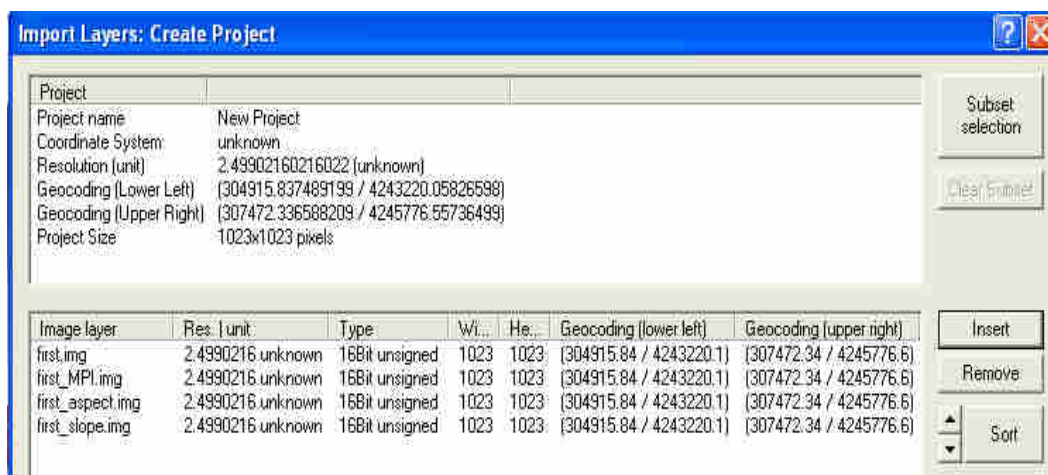 Import Layers: Create Project
Project
Project name New Project
Coordinate System unknown
Resolution (unit) 2.49902160216022 (unknown)
Geocoding (Lower Left) (304915.837489199 / 4243220.05826598)
Geocoding (Upper Right) (307472.336588209 / 4245776.55736499)
Project Size 1023x1023 pixels
Subset
selection
Clear Subset
Image layer Res. | unit Type Wi... He... Geocoding (lower left) Geocoding (upper right)
first.img 2.4990216 unknown 16Bit unsigned 1023 1023 (304915.84 / 4243220.1) (307472.34 / 4245776.6)
first_MPI.img 2.4990216 unknown 16Bit unsigned 1023 1023 (304915.84 / 4243220.1) (307472.34 / 4245776.6)
first_aspect.img 2.4990216 unknown 16Bit unsigned 1023 1023 (304915.84 / 4243220.1) (307472.34 / 4245776.6)
first_slope.img 2.4990216 unknown 16Bit unsigned 1023 1023 (304915.84 / 4243220.1) (307472.34 / 4245776.6)
Insert
Remove
Sort